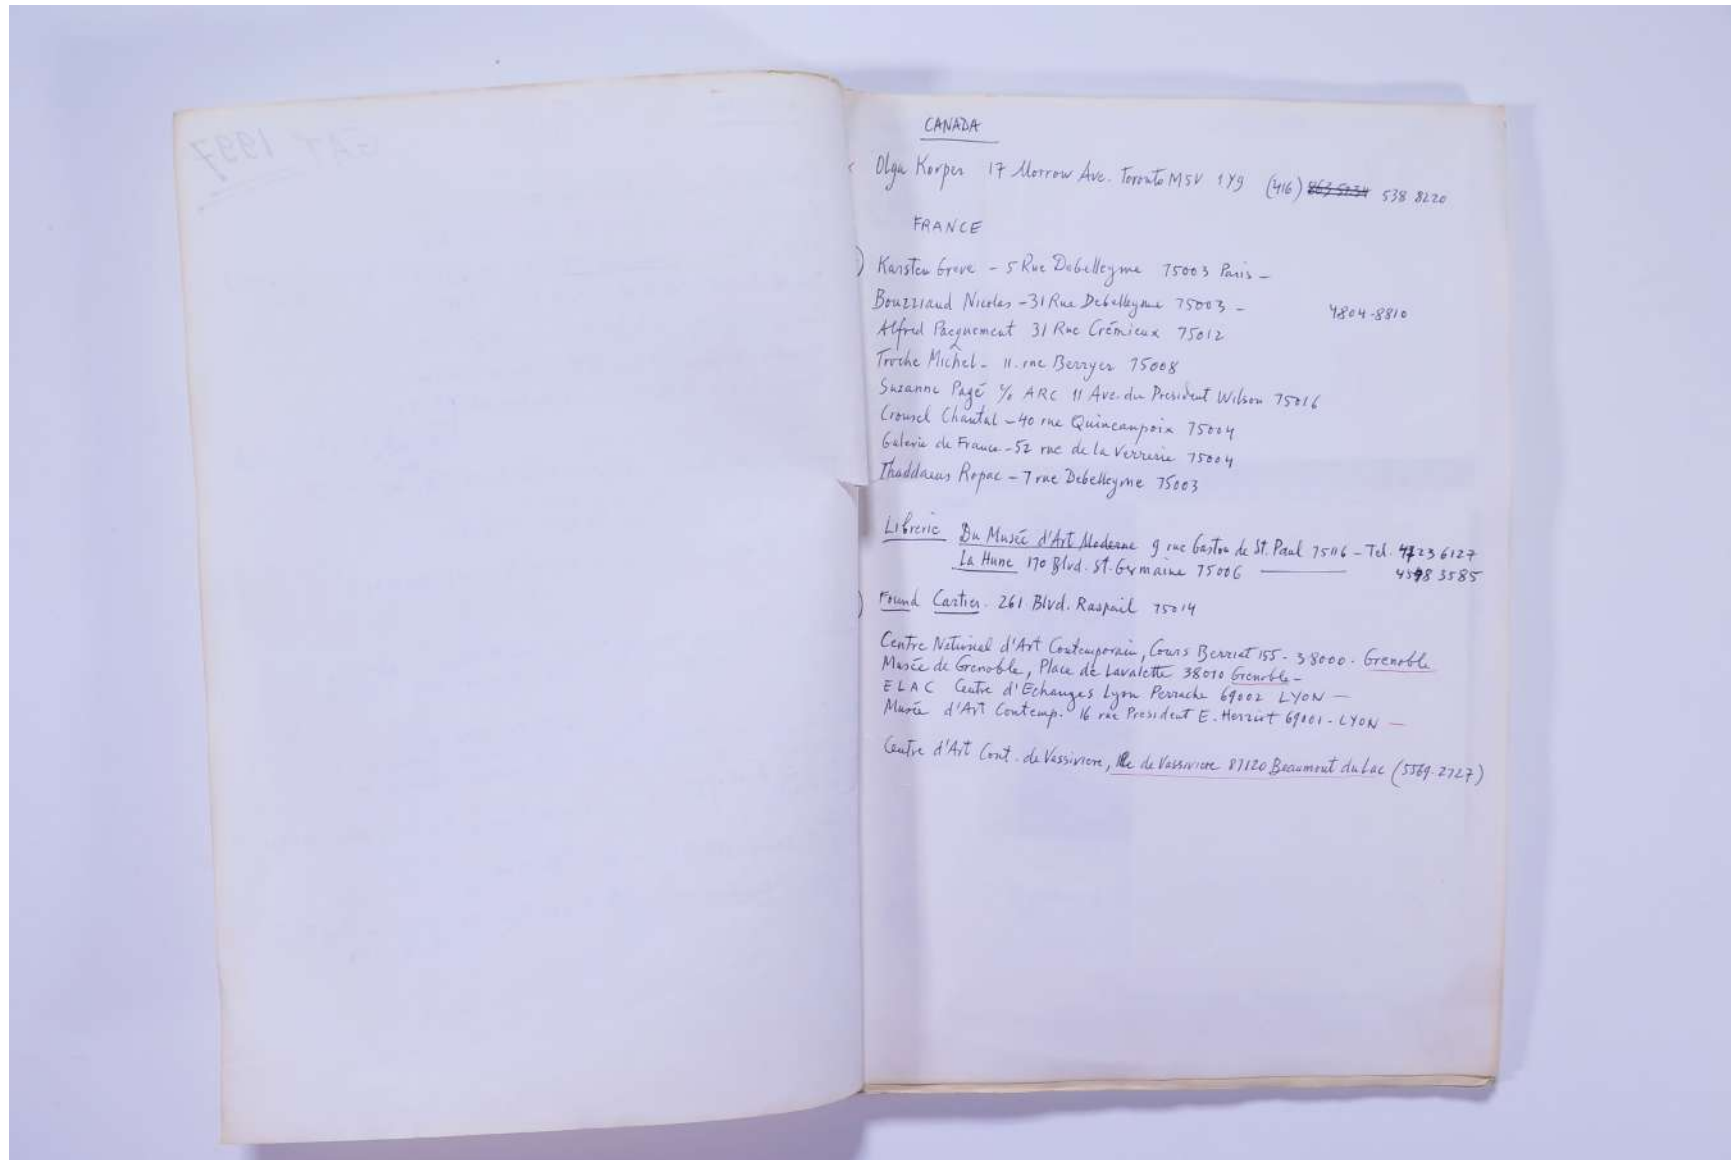 CANADA
Olga Korper 17 Morrow Ave. Toronto M5V 1Y9 (416) 538 8220
FRANCE
Karsten Greve - 5 Rue Debelleyme 75003 Paris -
Bourriaud Nicolas - 31 Rue Debelleyme 75003 - 4804-8810
Alfred Pacquement 31 Rue Crémieux 75012
Troche Michel - 11. rue Berryer 75008
Suzanne Pagé c/o ARC 11 Ave. du President Wilson 75016
Crousel Chantal - 40 rue Quincampoix 75004
Galerie de France - 52 rue de la Verrerie 75004
Thaddaeus Ropac - 7 rue Debelleyme 75003
Librerie Du Musée d'Art Moderne 9 rue Gaston de St. Paul 75116 - Tel. 4723 6127
La Hune 170 Blvd. St. Germaine 75006 3585
Found Cartier. 261 Blvd. Raspail 75014
Centre National d'Art Contemporain, Cours Berriat 155 - 38000 - Grenoble
Musée de Grenoble, Place de Lavalette 38010 Grenoble -
ELAC Centre d'Echanges Lyon Perrache 69002 LYON -
Musée d'Art Contemp. 16 rue President E. Herriot 69001 - LYON -
Centre d'Art Cont. de Vassiviere, Ile de Vassiviere 87120 Beaumont du Lac (5569.2727)